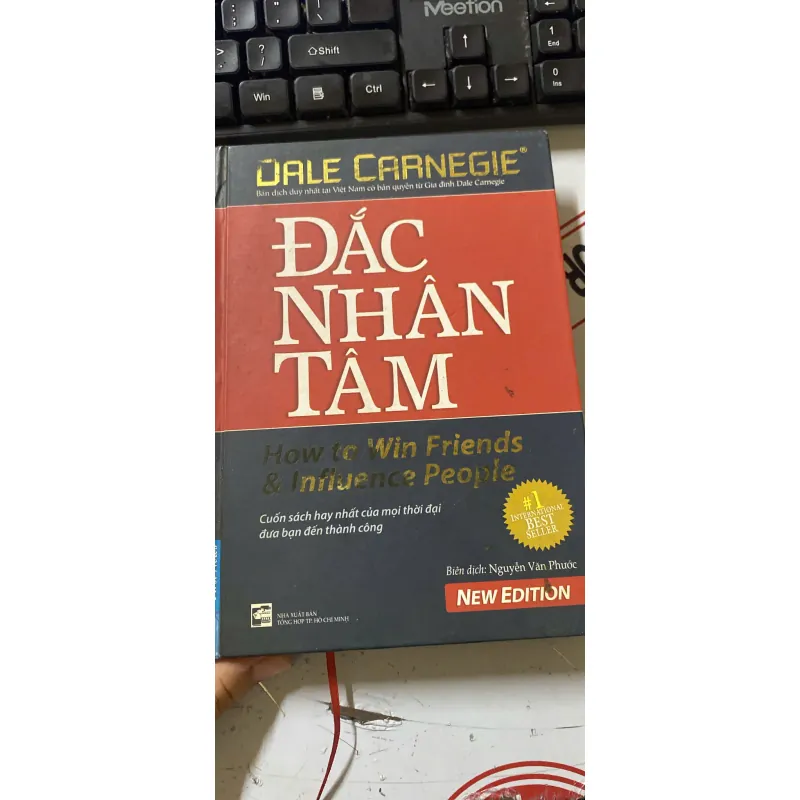 Meetion
?
/
Shift
1
End
Win
Ctrl
0
Ins
DALE CARNEGIE®
Bản dịch duy nhất tại Việt Nam có bản quyền từ Gia đình Dale Carnegie
ĐẮC
NHÂN
TÂM
How to Win Friends
& Influence People
Cuốn sách hay nhất của mọi thời đại
đưa bạn đến thành công
#1
INTERNATIONAL
BEST
SELLER
Biên dịch: Nguyễn Văn Phước
NEW EDITION
NHÀ XUẤT BẢN
TỔNG HỢP TP. HỒ CHÍ MINH